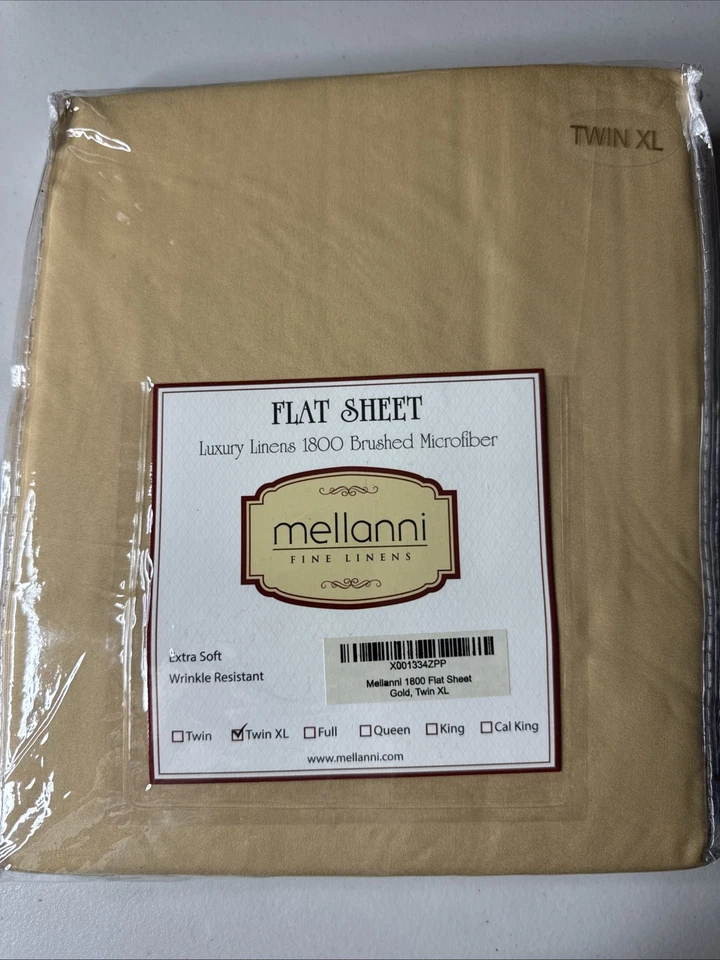 TWIN XL
FLAT SHEET
Luxury Linens 1800 Brushed Microfiber
mellanni
FINE LINENS
Extra Soft
Wrinkle Resistant
X001334ZPP
Mellanni 1800 Flat Sheet
Gold, Twin XL
Twin Twin XL Full Queen King Cal King
www.mellanni.com